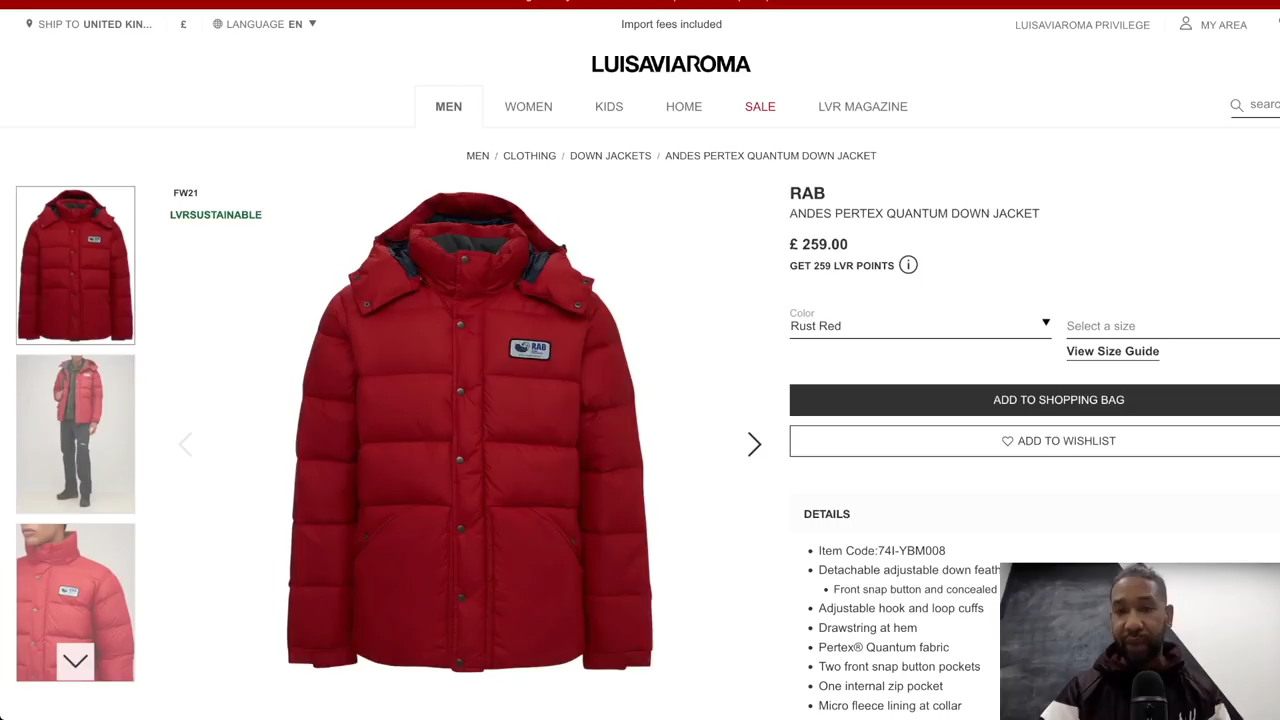 SHIP TO UNITED KIN...
£
LANGUAGE EN
Import fees included
LUISAVIAROMA PRIVILEGE
MY AREA
LUISAVIAROMA
MEN
WOMEN
KIDS
HOME
SALE
LVR MAGAZINE
MEN / CLOTHING / DOWN JACKETS / ANDES PERTEX QUANTUM DOWN JACKET
FW21
LVRSUSTAINABLE
RAB
RAB
ANDES PERTEX QUANTUM DOWN JACKET
£ 259.00
GET 259 LVR POINTS
Color
Rust Red
Select a size
View Size Guide
ADD TO SHOPPING BAG
ADD TO WISHLIST
DETAILS
Item Code:74I-YBM008
Detachable adjustable down
Front snap button and concealed
Adjustable hook and loop cuffs
Drawstring at hem
Pertex® Quantum fabric
Two front snap button pockets
One internal zip pocket
Micro fleece lining at collar